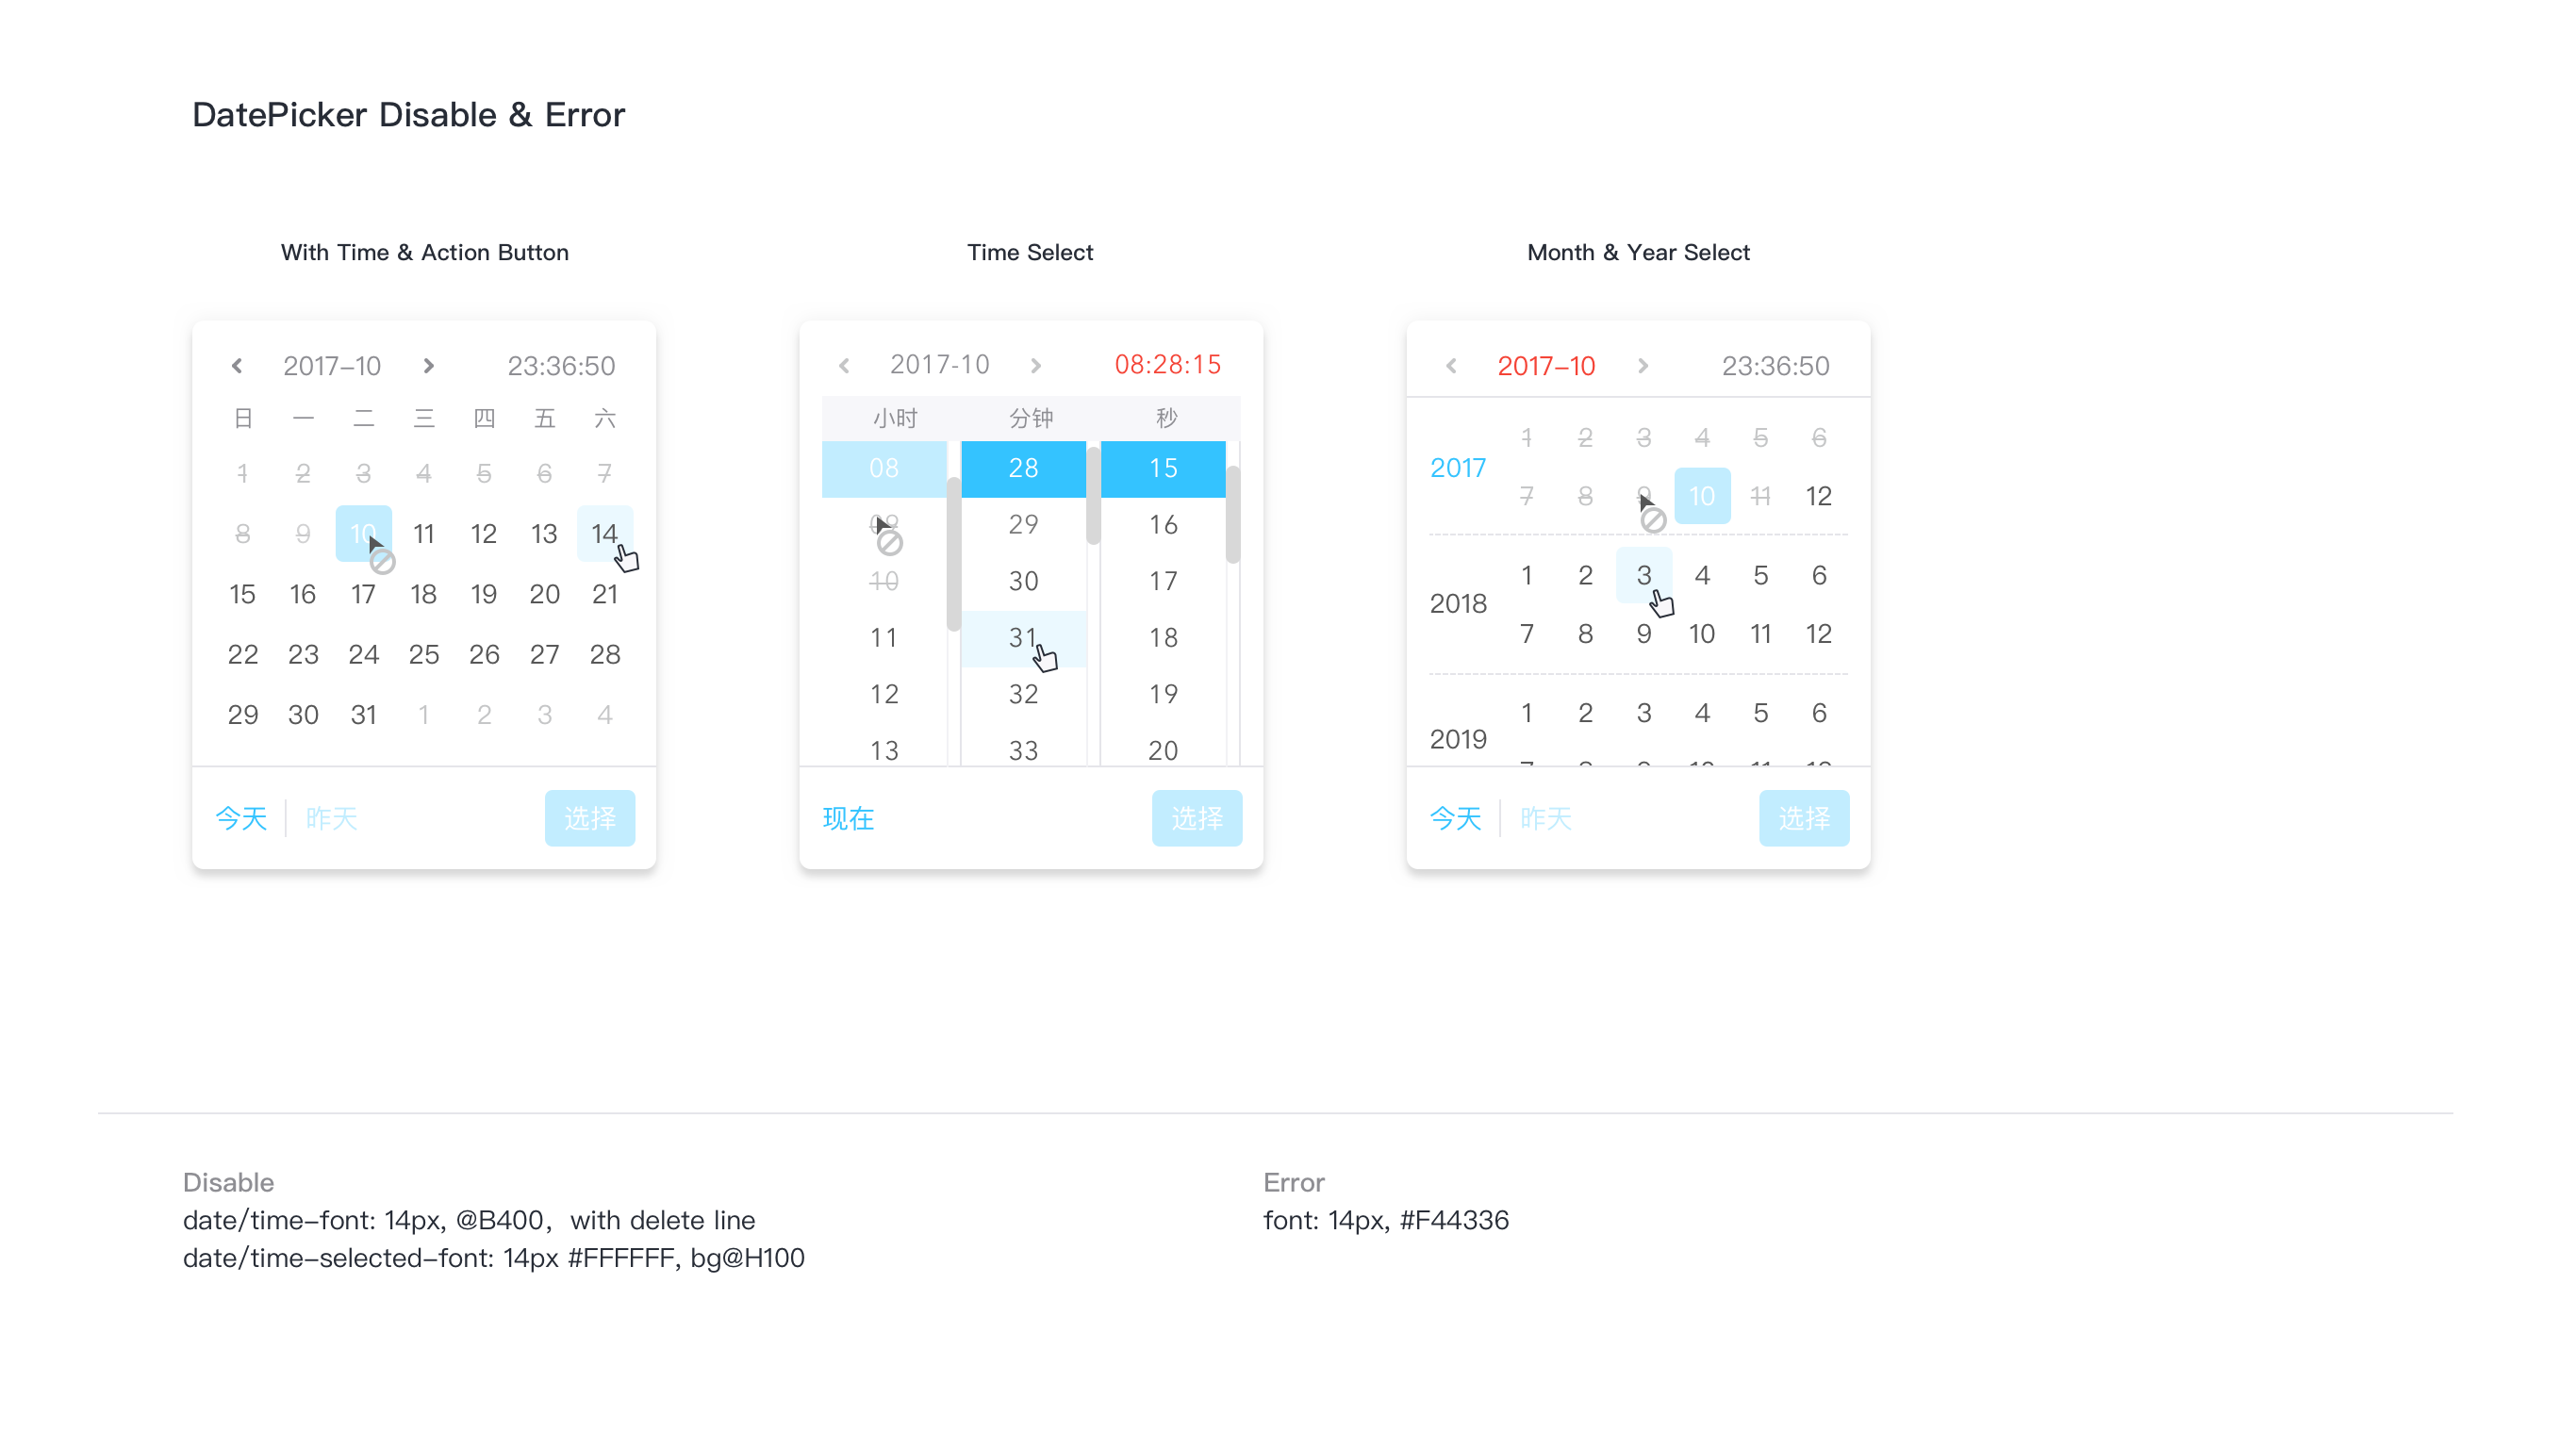 DatePicker Disable & Error
With Time & Action Button
2017–10 23:36:50
日 一 二 三 四 五 六
1 2 3 4 5 6 7
8 9 10 11 12 13 14
15 16 17 18 19 20 21
22 23 24 25 26 27 28
29 30 31 1 2 3 4
今天 昨天 选择
Time Select
2017-10 08:28:15
小时 分钟 秒
08 28 15
09 29 16
10 30 17
11 31 18
12 32 19
13 33 20
现在 选择
Month & Year Select
2017–10 23:36:50
2017
1 2 3 4 5 6
7 8 9 10 11 12
2018
1 2 3 4 5 6
7 8 9 10 11 12
2019
1 2 3 4 5 6
今天 昨天 选择
Disable
date/time–font: 14px, @B400，with delete line
date/time–selected–font: 14px #FFFFFF, bg@H100
Error
font: 14px, #F44336